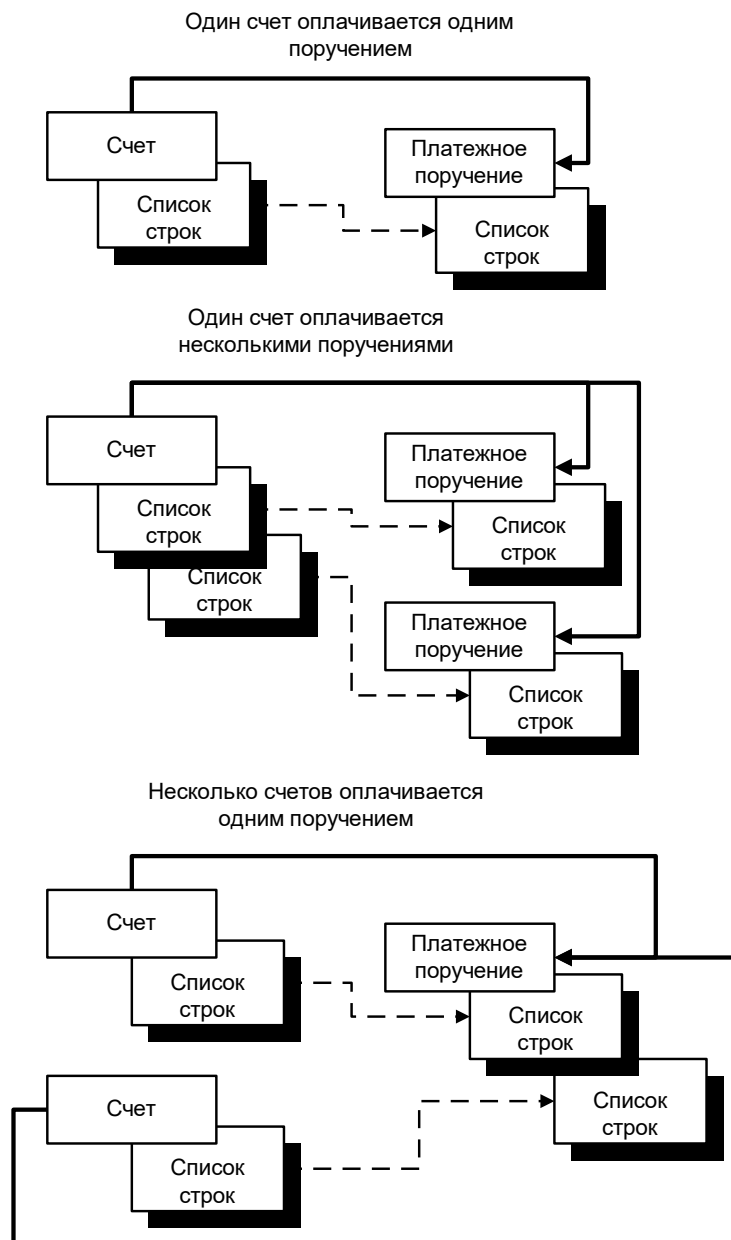 Один счет оплачивается одним
поручением
Счет
Список
строк
Платежное
поручение
Список
строк
Один счет оплачивается
несколькими поручениями
Счет
Список
строк
Список
строк
Платежное
поручение
Список
строк
Платежное
поручение
Список
строк
Несколько счетов оплачивается
одним поручением
Счет
Список
строк
Платежное
поручение
Список
строк
Список
строк
Счет
Список
строк